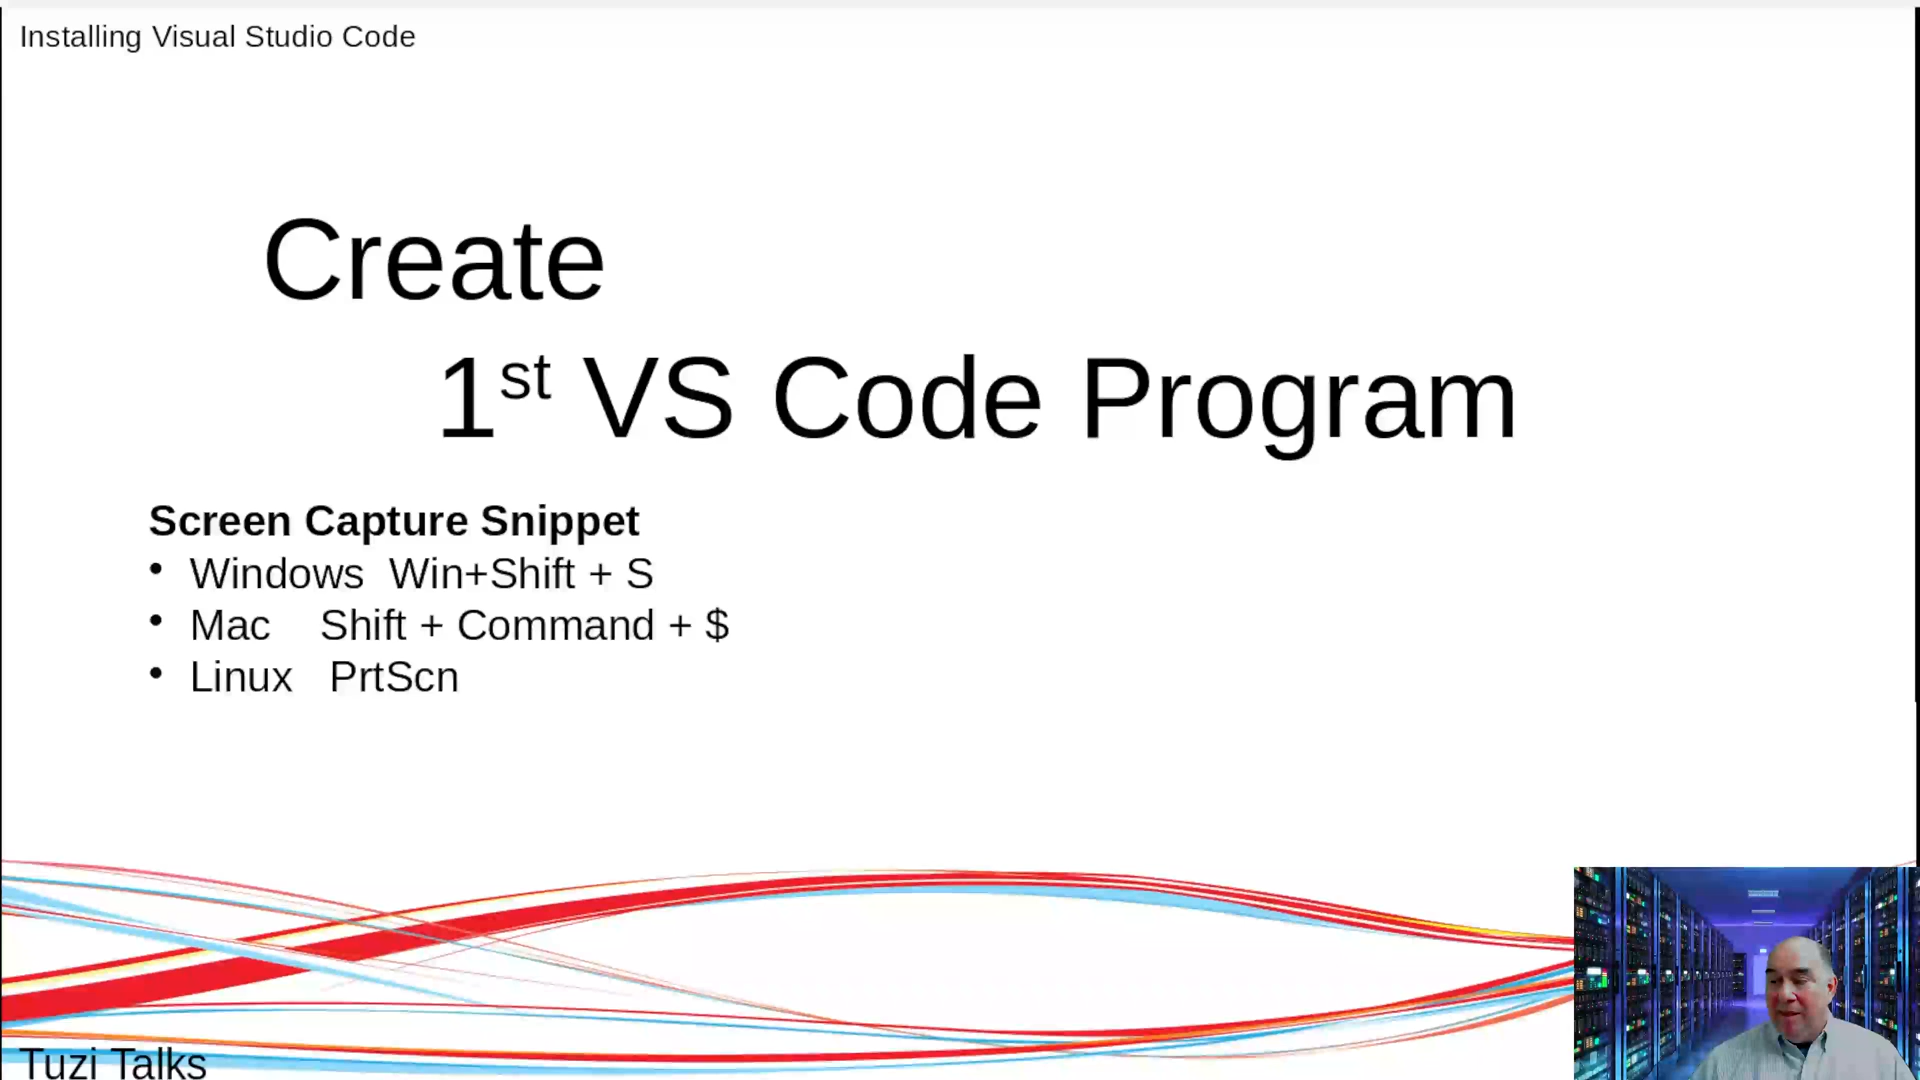 Installing Visual Studio Code
Create
1st VS Code Program
Screen Capture Snippet
• Windows Win+Shift + S
• Mac Shift + Command + $
• Linux PrtScn
Tuzi Talks